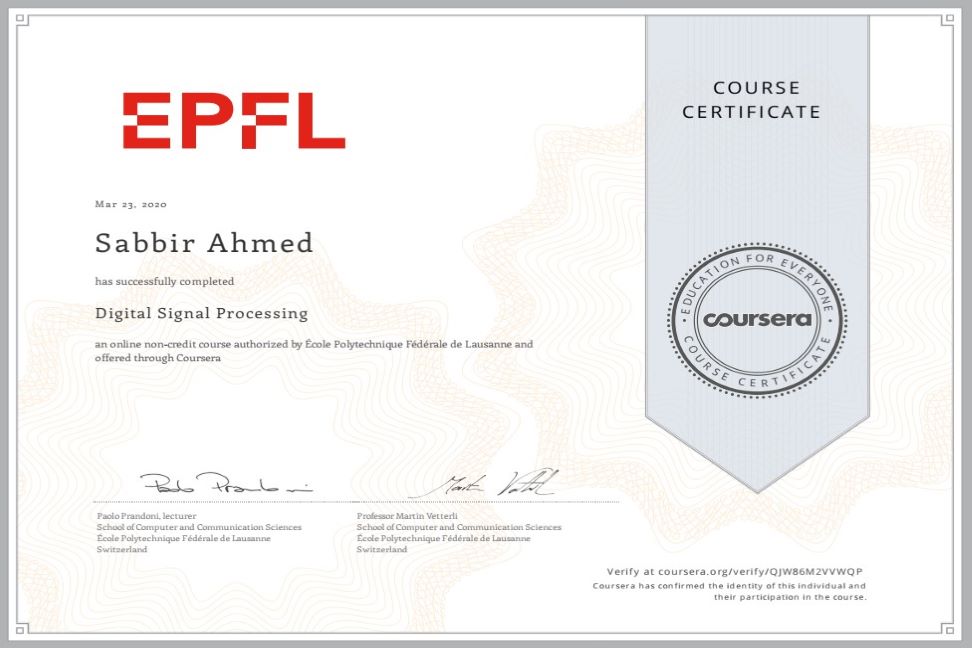 EPFL
COURSE
CERTIFICATE
Mar 23, 2020
Sabbir Ahmed
has successfully completed
Digital Signal Processing
an online non-credit course authorized by École Polytechnique Fédérale de Lausanne and
offered through Coursera
EDUCATION FOR EVERYONE
coursera
COURSE CERTIFICATE
Paolo Prandoni
Martin Vetterli
Paolo Prandoni, lecturer
School of Computer and Communication Sciences
École Polytechnique Fédérale de Lausanne
Switzerland
Professor Martin Vetterli
School of Computer and Communication Sciences
École Polytechnique Fédérale de Lausanne
Switzerland
Verify at coursera.org/verify/QJW86M2VVWQP
Coursera has confirmed the identity of this individual and
their participation in the course.